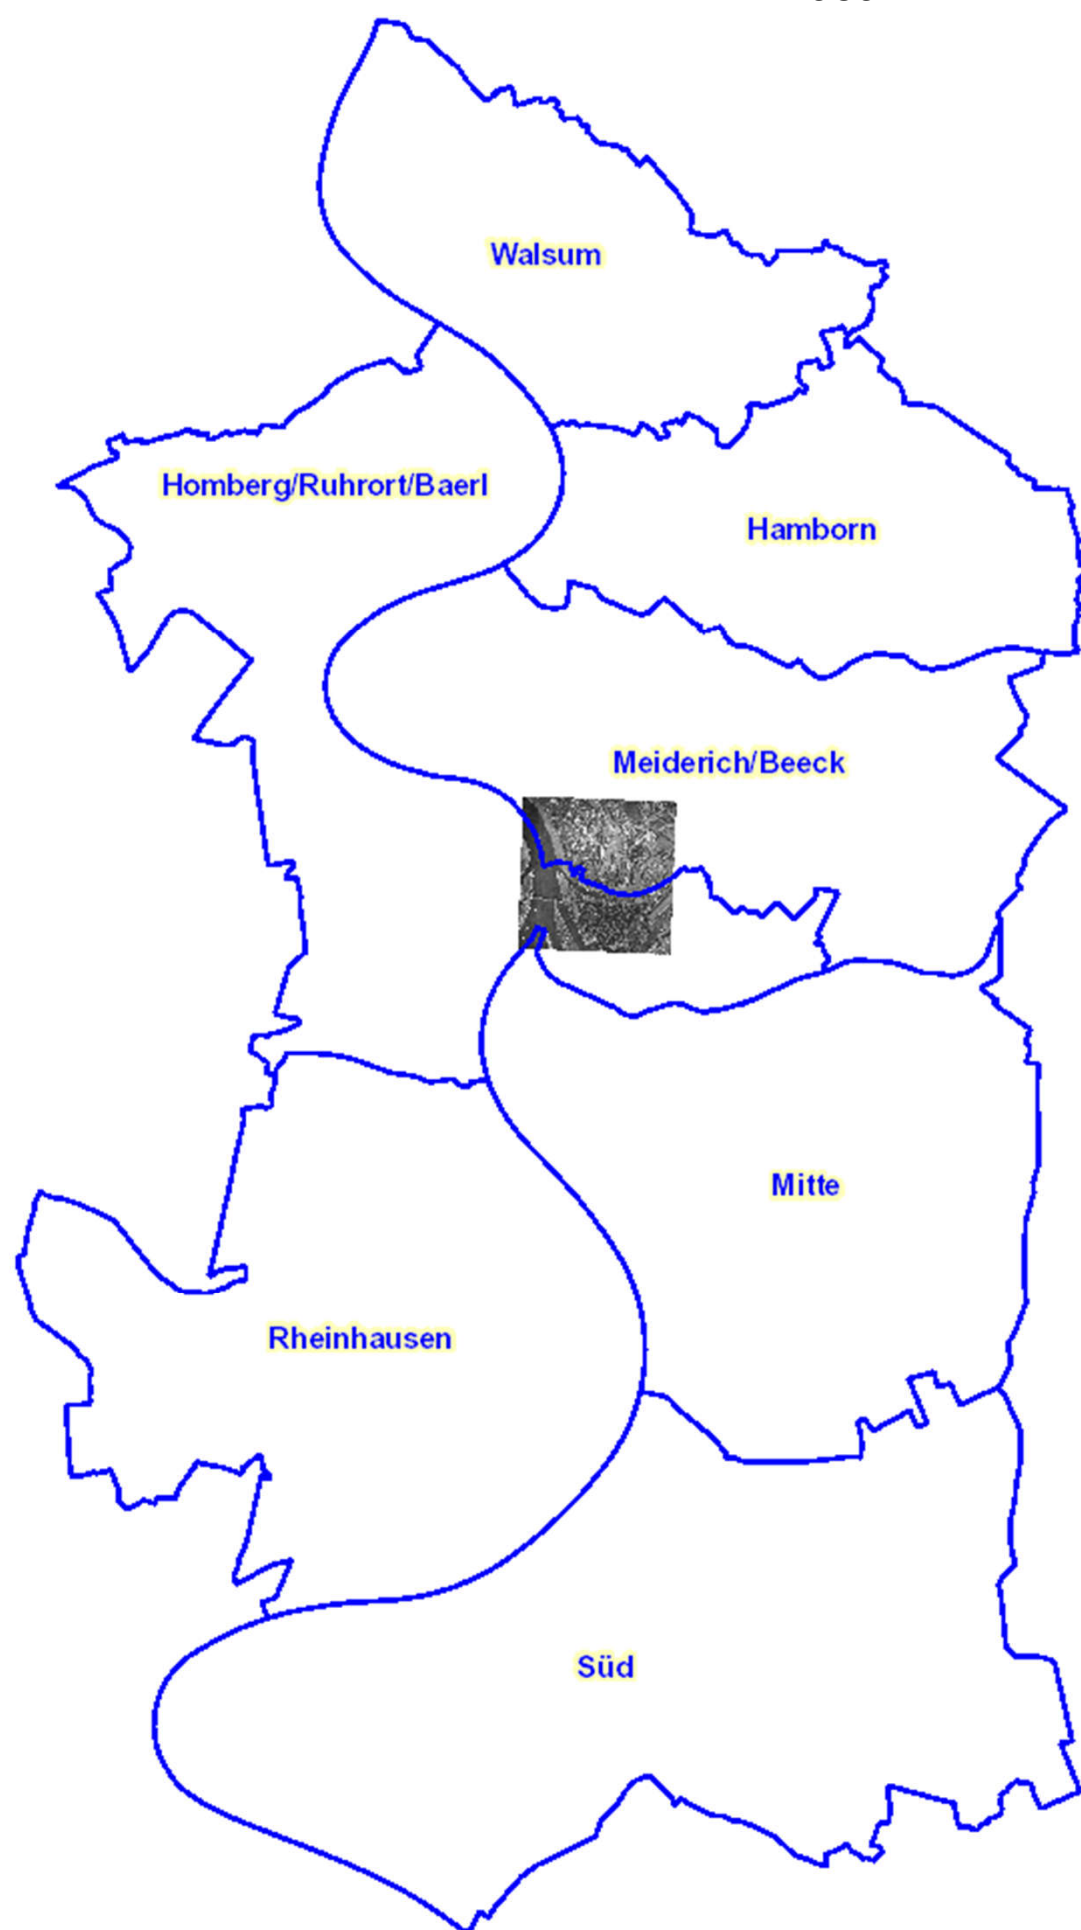 Walsum
Homberg/Ruhrort/Baerl
Hamborn
Meiderich/Beeck
Mitte
Rheinhausen
Süd